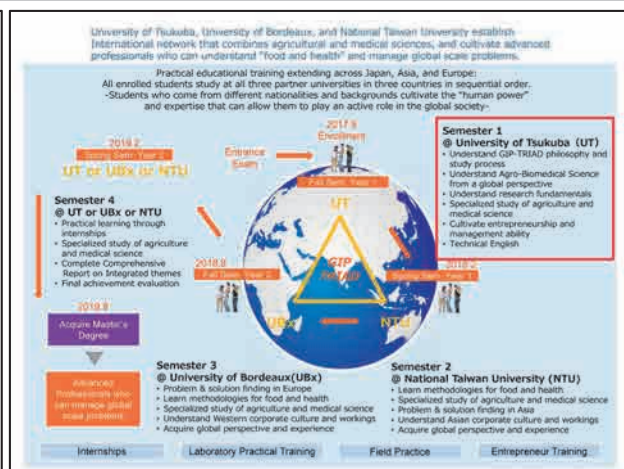 University of Tsukuba, University of Bordeaux, and National Taiwan University establish
International network that combines agricultural and medical sciences, and cultivate advanced
professionals who can understand "food and health" and manage global scale problems.
Practical educational training extending across Japan, Asia, and Europe:
All enrolled students study at all three partner universities in three countries in sequential order.
-Students who come from different nationalities and backgrounds cultivate the "human power"
and expertise that can allow them to play an active role in the global society-
2017.9
Enrollment
Entrance
Exam
Fall Sem. Year 1
UT
Semester 1
@ University of Tsukuba (UT)
• Understand GIP-TRIAD philosophy and
study process
• Understand Agro-Biomedical Science
from a global perspective
• Understand research fundamentals
• Specialized study of agriculture and
medical science
• Cultivate entrepreneurship and
management ability
• Technical English
2019.2
Spring Sem. Year 2
UT or UBx or NTU
Semester 4
@ UT or UBx or NTU
• Practical learning through
internships
• Specialized study of agriculture
and medical science
• Complete Comprehensive
Report on Integrated themes
• Final achievement evaluation
2018.9
Fall Sem. Year 2
GIP
TRIAD
2018.2
Spring Sem. Year 1
UBx
NTU
2019.8
Acquire Master's
Degree
Advanced
Professionals who
can manage global
scale problems
Semester 3
@ University of Bordeaux(UBx)
• Problem & solution finding in Europe
• Learn methodologies for food and health
• Specialized study of agriculture and medical science
• Understand Western corporate culture and workings
• Acquire global perspective and experience
Semester 2
@ National Taiwan University (NTU)
• Learn methodologies for food and health
• Specialized study of agriculture and medical science
• Problem & solution finding in Asia
• Understand Asian corporate culture and workings
• Acquire global perspective and experience
Internships
Laboratory Practical Training
Field Practice
Entrepreneur Training